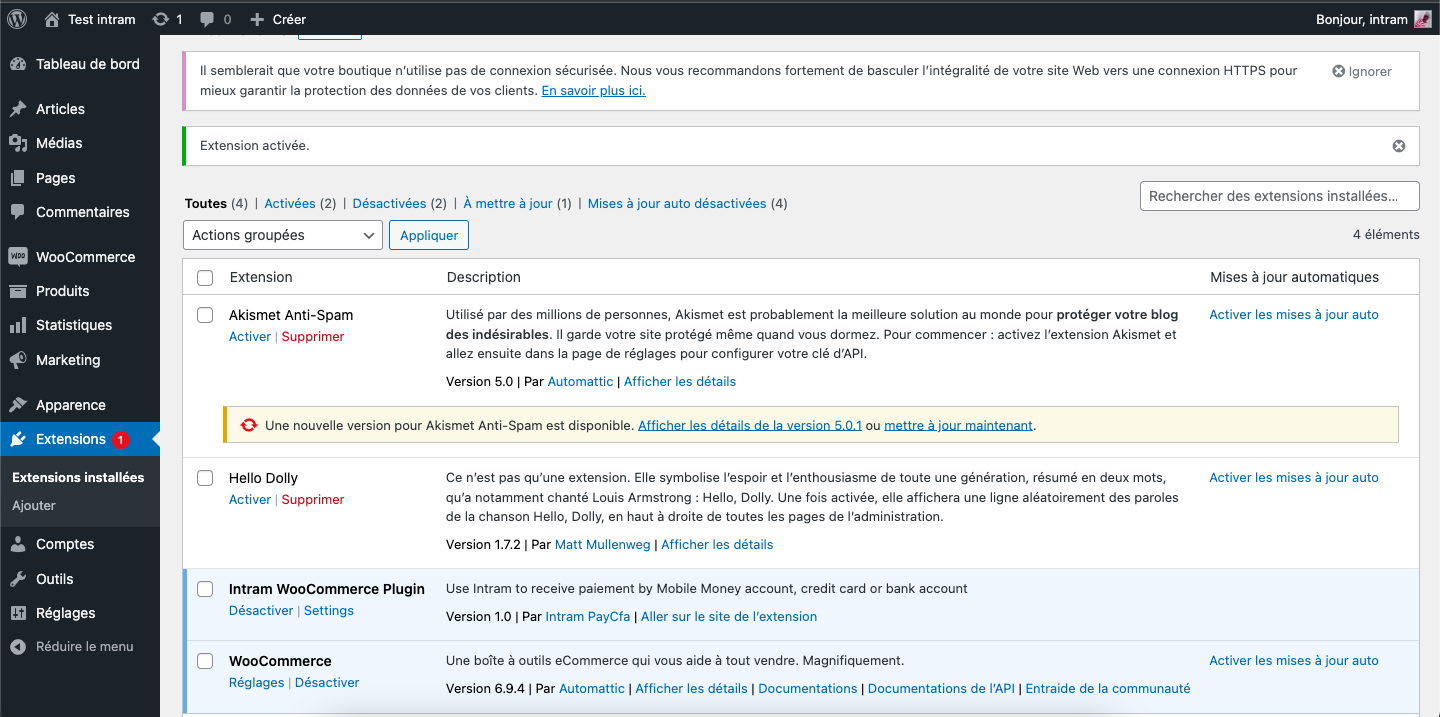 Test intram 1 0 Créer Bonjour, intram
Tableau de bord
Articles
Médias
Pages
Commentaires
WooCommerce
Produits
Statistiques
Marketing
Apparence
Extensions 1
Extensions installées
Ajouter
Comptes
Outils
Réglages
Réduire le menu
Il semblerait que votre boutique n’utilise pas de connexion sécurisée. Nous vous recommandons fortement de basculer l’intégralité de votre site Web vers une connexion HTTPS pour
mieux garantir la protection des données de vos clients. En savoir plus ici.
Ignorer
Extension activée.
Toutes (4) | Activées (2) | Désactivées (2) | À mettre à jour (1) | Mises à jour auto désactivées (4)
Rechercher des extensions installées...
Actions groupées Appliquer
4 éléments
Extension Description Mises à jour automatiques
Akismet Anti-Spam
Activer | Supprimer
Utilisé par des millions de personnes, Akismet est probablement la meilleure solution au monde pour protéger votre blog
des indésirables. Il garde votre site protégé même quand vous dormez. Pour commencer : activez l’extension Akismet et
allez ensuite dans la page de réglages pour configurer votre clé d’API.
Version 5.0 | Par Automattic | Afficher les détails
Activer les mises à jour auto
Une nouvelle version pour Akismet Anti-Spam est disponible. Afficher les détails de la version 5.0.1 ou mettre à jour maintenant.
Hello Dolly
Activer | Supprimer
Ce n’est pas qu’une extension. Elle symbolise l’espoir et l’enthousiasme de toute une génération, résumé en deux mots,
qu’a notamment chanté Louis Armstrong : Hello, Dolly. Une fois activée, elle affichera une ligne aléatoirement des paroles
de la chanson Hello, Dolly, en haut à droite de toutes les pages de l’administration.
Version 1.7.2 | Par Matt Mullenweg | Afficher les détails
Activer les mises à jour auto
Intram WooCommerce Plugin
Désactiver | Settings
Use Intram to receive paiement by Mobile Money account, credit card or bank account
Version 1.0 | Par Intram PayCfa | Aller sur le site de l’extension
WooCommerce
Réglages | Désactiver
Une boîte à outils eCommerce qui vous aide à tout vendre. Magnifiquement.
Version 6.9.4 | Par Automattic | Afficher les détails | Documentations | Documentations de l’API | Entraide de la communauté
Activer les mises à jour auto